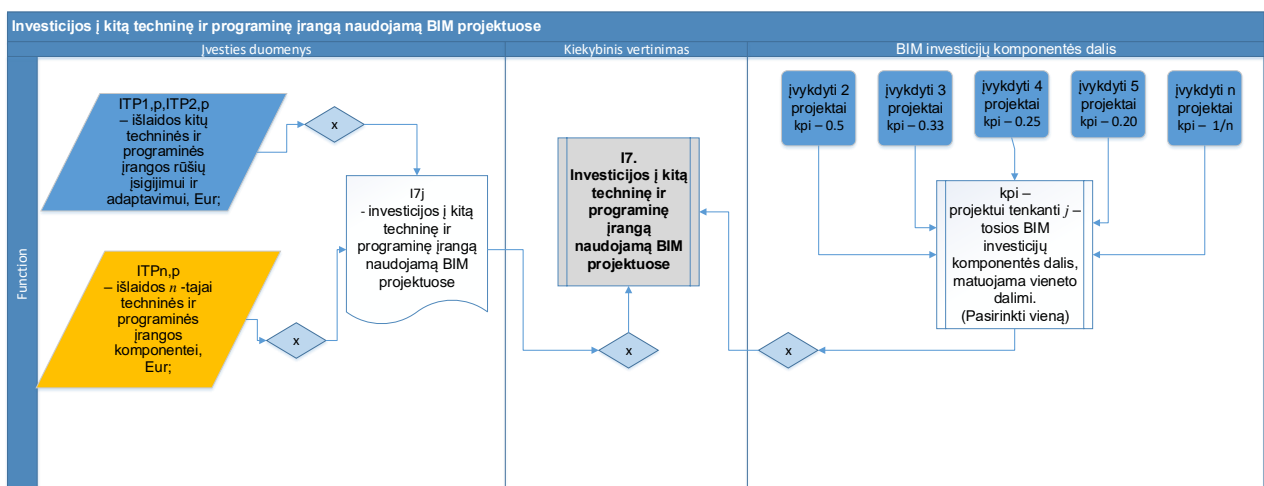 Investicijos į kitą techninę ir programinę įrangą naudojamą BIM projektuose
Įvesties duomenys
Kiekybinis vertinimas
BIM investicijų komponentės dalis
Function
ITP1,p,ITP2,p
– išlaidos kitų
techninės ir
programinės
įrangos rūšių
įsigijimui ir
adaptavimui, Eur;
x
ITPn,p
– išlaidos n -tajai
techninės ir
programinės
įrangos
komponentei,
Eur;
x
I7j
- investicijos į kitą
techninę ir
programinę įrangą
naudojamą BIM
projektuose
I7.
Investicijos į kitą
techninę ir
programinę
įrangą
naudojamą BIM
projektuose
x
įvykdyti 2
projektai
kpi – 0.5
įvykdyti 3
projektai
kpi – 0.33
įvykdyti 4
projektai
kpi – 0.25
įvykdyti 5
projektai
kpi – 0.20
įvykdyti n
projektai
kpi – 1/n
kpi –
projektui tenkanti j –
tosios BIM
investicijų
komponentės dalis,
matuojama vieneto
dalimi.
(Pasirinkti vieną)
x